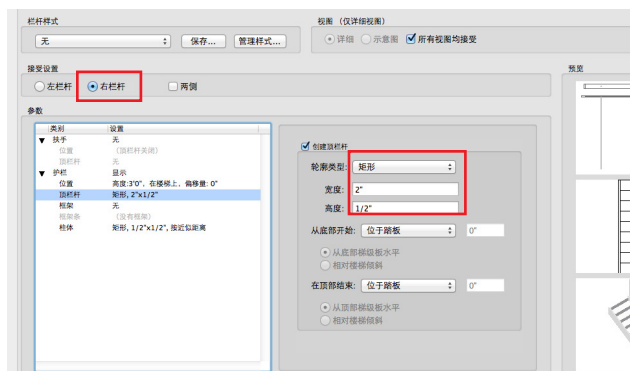 栏杆样式
视图 （仅详细视图）
无
保存...
管理样式...
详细
示意图
所有视图均接受
接受设置
预览
左栏杆
右栏杆
两侧
参数
类别
设置
扶手
无
位置
（顶栏杆关闭）
顶栏杆
无
护栏
显示
位置
高度:3'0", 在楼梯上, 偏移量: 0"
顶栏杆
矩形, 2"x1/2"
框架
无
框架条
（没有框架）
柱体
矩形, 1/2"x1/2", 按近似距离
创建顶栏杆
轮廓类型:
矩形
宽度:
2"
高度:
1/2"
从底部开始:
位于踏板
0"
从底部梯级板水平
相对楼梯倾斜
在顶部结束:
位于踏板
0"
从顶部梯级板水平
相对楼梯倾斜